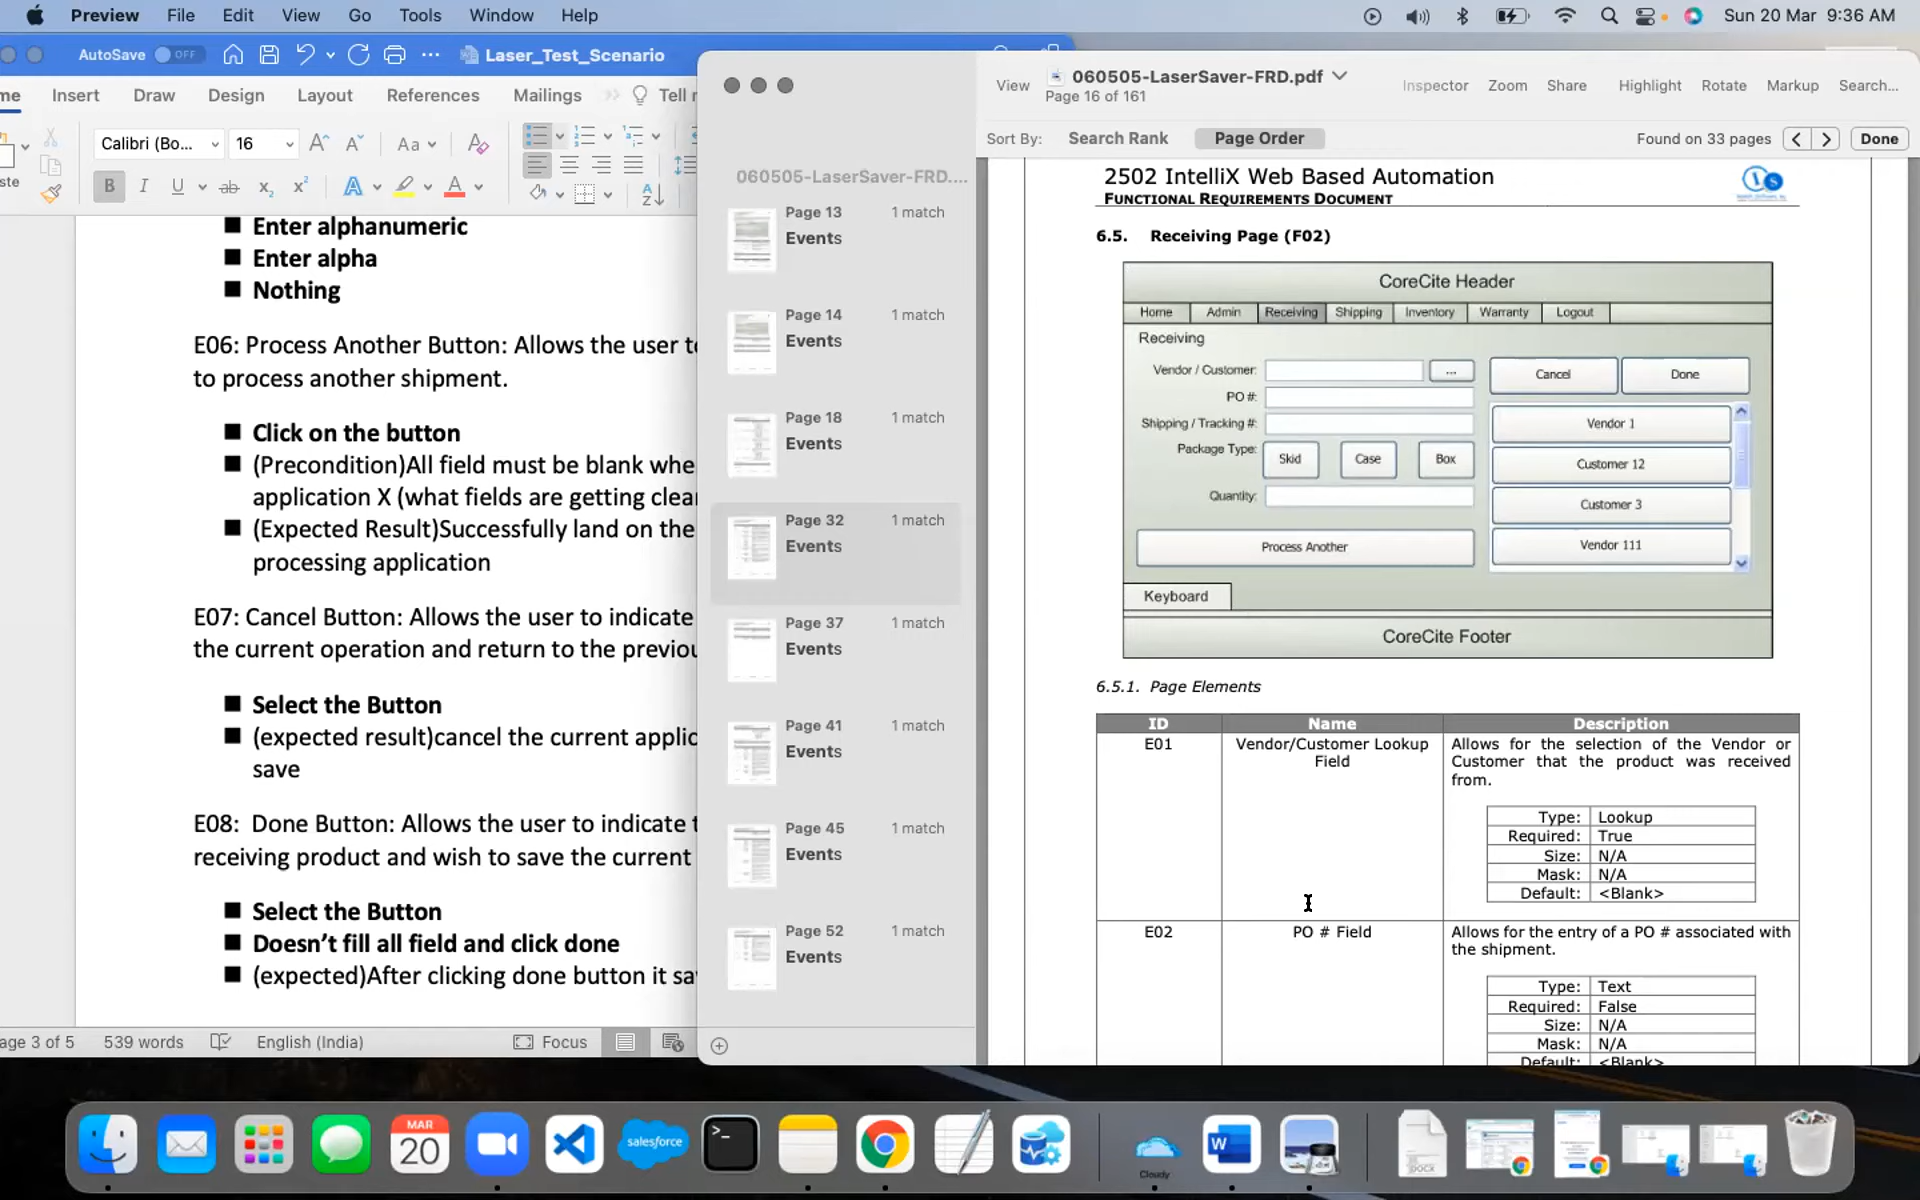 Preview File Edit View Go Tools Window Help Sun 20 Mar 9:36 AM
AutoSave OFF Laser_Test_Scenario
me Insert Draw Design Layout References Mailings Tell
Calibri (Bo... 16 Aa
ste
B I U ab
Enter alphanumeric
Enter alpha
Nothing
E06: Process Another Button: Allows the user to
to process another shipment.
Click on the button
(Precondition)All field must be blank whe
application X (what fields are getting clea
(Expected Result)Successfully land on the
processing application
E07: Cancel Button: Allows the user to indicate
the current operation and return to the previou
Select the Button
(expected result)cancel the current applic
save
E08:  Done Button: Allows the user to indicate t
receiving product and wish to save the current
Select the Button
Doesn't fill all field and click done
(expected)After clicking done button it sa
age 3 of 5 539 words English (India) Focus
060505-LaserSaver-FRD....
Page 13 1 match
Events
Page 14 1 match
Events
Page 18 1 match
Events
Page 32 1 match
Events
Page 37 1 match
Events
Page 41 1 match
Events
Page 45 1 match
Events
Page 52 1 match
Events
View 060505-LaserSaver-FRD.pdf Inspector Zoom Share Highlight Rotate Markup Search...
Page 16 of 161
Sort By: Search Rank Page Order Found on 33 pages Done
2502 IntelliX Web Based Automation
FUNCTIONAL REQUIREMENTS DOCUMENT
6.5. Receiving Page (F02)
CoreCite Header
Home Admin Receiving Shipping Inventory Warranty Logout
Receiving
Vendor / Customer: ... Cancel Done
PO #:
Shipping / Tracking #: Vendor 1
Package Type: Skid Case Box Customer 12
Quantity: Customer 3
Process Another Vendor 111
Keyboard
CoreCite Footer
6.5.1. Page Elements
ID Name Description
E01 Vendor/Customer Lookup Field Allows for the selection of the Vendor or
Customer that the product was received
from.
Type: Lookup
Required: True
Size: N/A
Mask: N/A
Default: <Blank>
E02 PO # Field Allows for the entry of a PO # associated with
the shipment.
Type: Text
Required: False
Size: N/A
Mask: N/A
Default: <Blank>
MAR
20
salesforce
Cloudy
W
DOCX